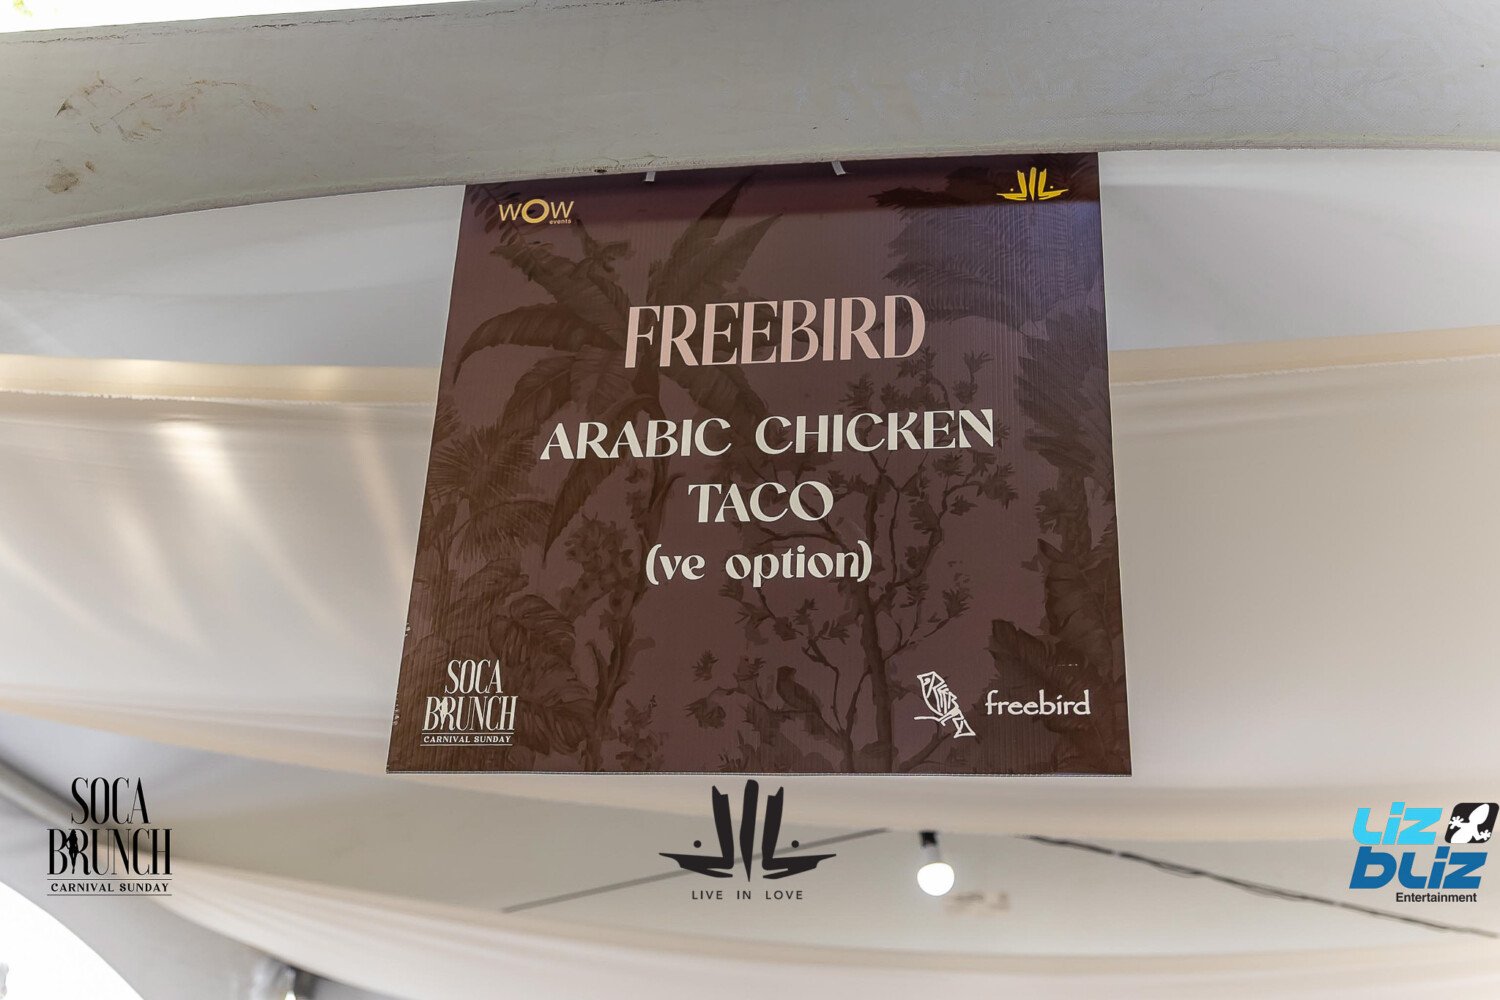 WOW
events
FREEBIRD
ARABIC CHICKEN
TACO
(ve option)
SOCA
BRUNCH
CARNIVAL SUNDAY
freebird
SOCA
BRUNCH
CARNIVAL SUNDAY
LIVE IN LOVE
LIZ
BLIZ
Entertainment